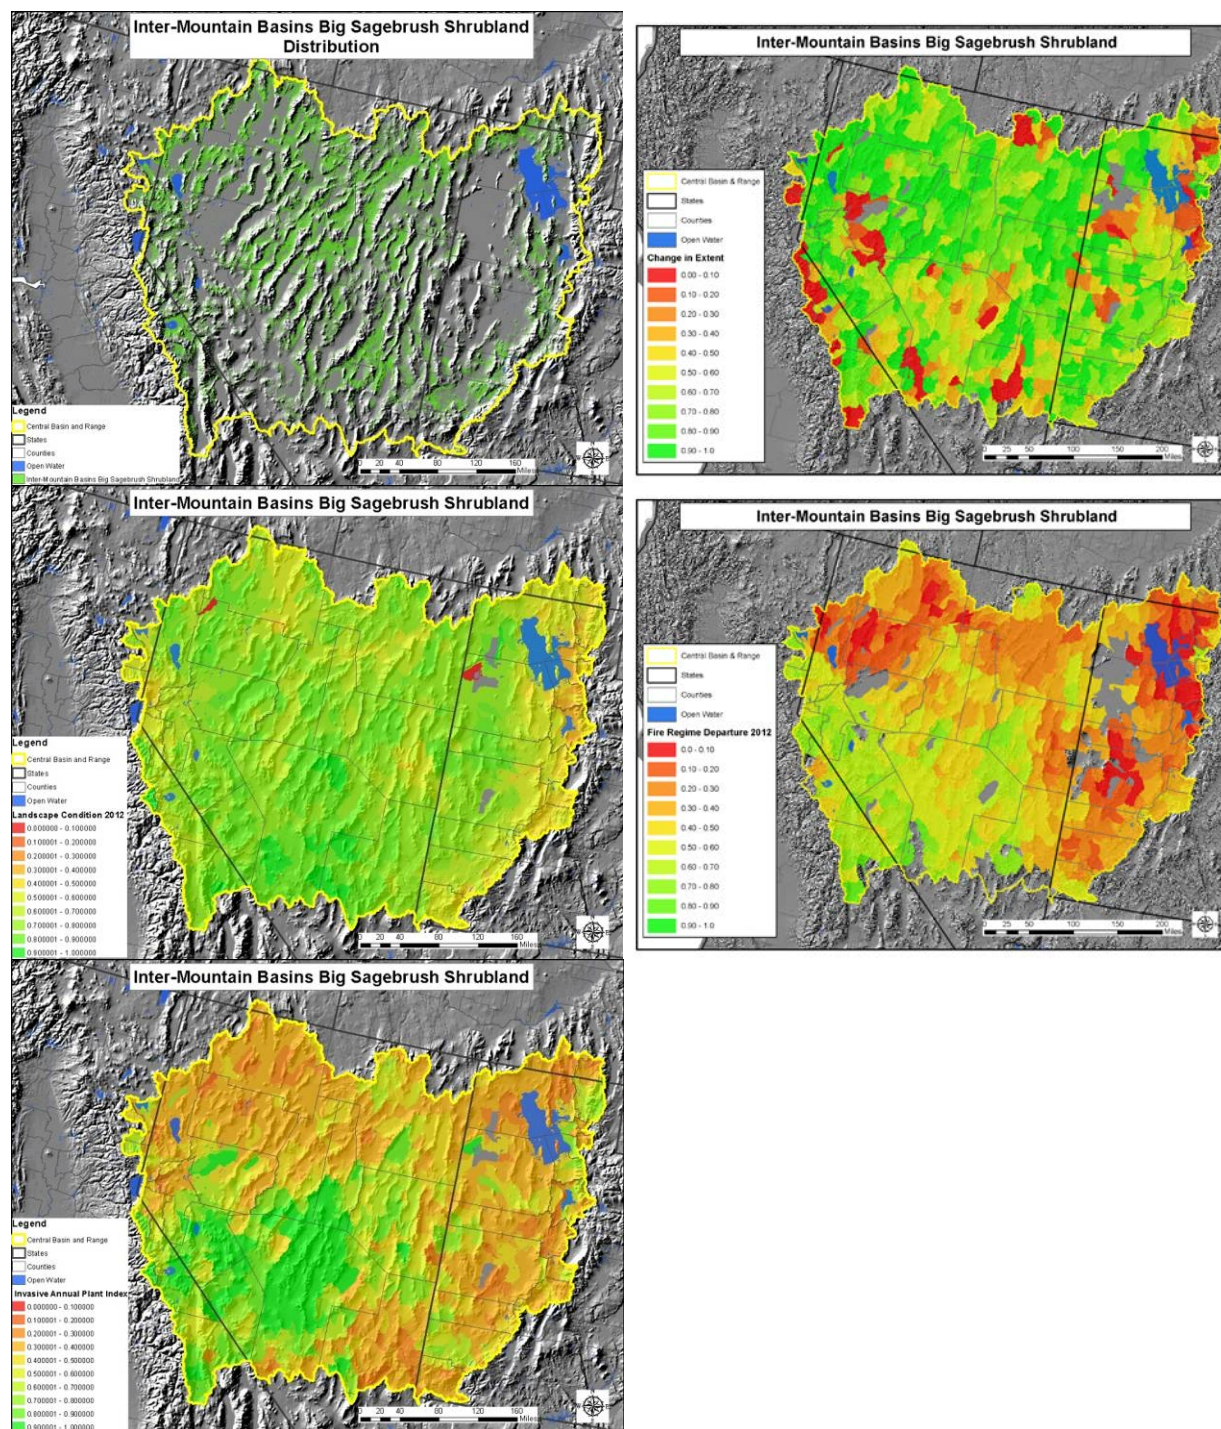 Inter-Mountain Basins Big Sagebrush Shrubland
Distribution
Legend
Central Basin and Range
States
Counties
Open Water
Inter-Mountain Basins Big Sagebrush Shrubland
0 20 40 80 120 160
Miles
Inter-Mountain Basins Big Sagebrush Shrubland
Central Basin & Range
States
Counties
Open Water
Change in Extent
0.00 - 0.10
0.10 - 0.20
0.20 - 0.30
0.30 - 0.40
0.40 - 0.50
0.50 - 0.60
0.60 - 0.70
0.70 - 0.80
0.80 - 0.90
0.90 - 1.0
0 25 50 100 150 200
Miles
Inter-Mountain Basins Big Sagebrush Shrubland
Legend
Central Basin and Range
States
Counties
Open Water
Landscape Condition 2012
0.000000 - 0.100000
0.100001 - 0.200000
0.200001 - 0.300000
0.300001 - 0.400000
0.400001 - 0.500000
0.500001 - 0.600000
0.600001 - 0.700000
0.700001 - 0.800000
0.800001 - 0.900000
0.900001 - 1.000000
0 20 40 80 120 160
Miles
Inter-Mountain Basins Big Sagebrush Shrubland
Central Basin & Range
States
Counties
Open Water
Fire Regime Departure 2012
0.0 - 0.10
0.10 - 0.20
0.20 - 0.30
0.30 - 0.40
0.40 - 0.50
0.50 - 0.60
0.60 - 0.70
0.70 - 0.80
0.80 - 0.90
0.90 - 1.0
0 25 50 100 150 200
Miles
Inter-Mountain Basins Big Sagebrush Shrubland
Legend
Central Basin and Range
States
Counties
Open Water
Invasive Annual Plant Index
0.000000 - 0.100000
0.100001 - 0.200000
0.200001 - 0.300000
0.300001 - 0.400000
0.400001 - 0.500000
0.500001 - 0.600000
0.600001 - 0.700000
0.700001 - 0.800000
0.800001 - 0.900000
0.900001 - 1.000000
0 20 40 80 120 160
Miles